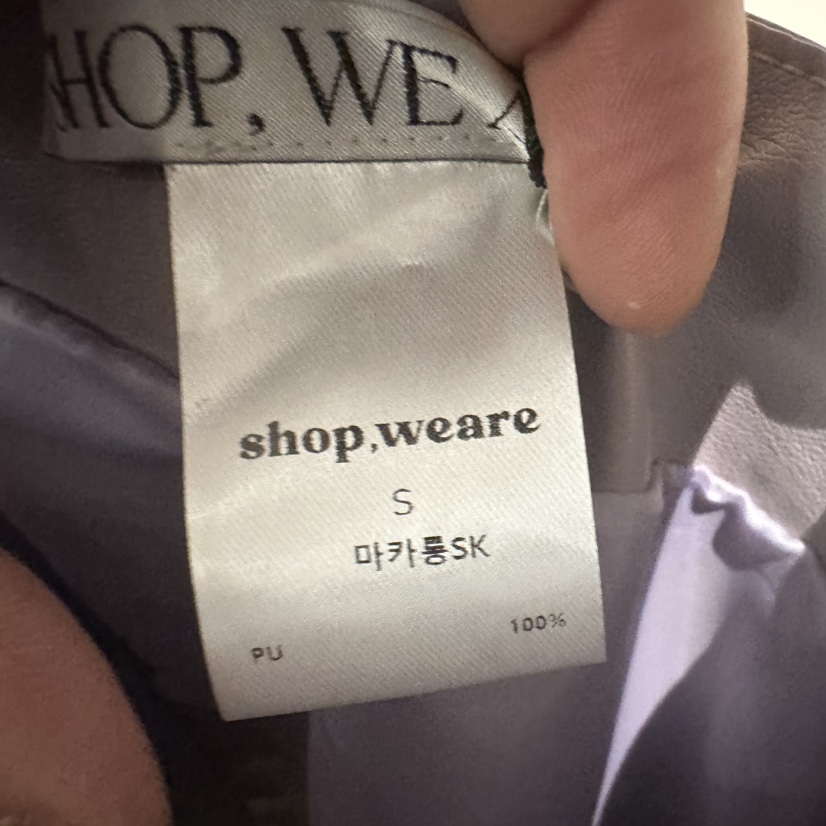 SHOP, WE A
shop,weare
S
마카롱SK
PU 100%